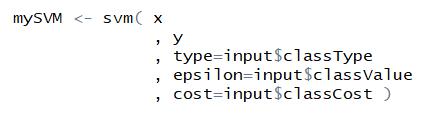 mySVM <- svm( x
, y
, type=input$classType
, epsilon=input$classValue
, cost=input$classCost )